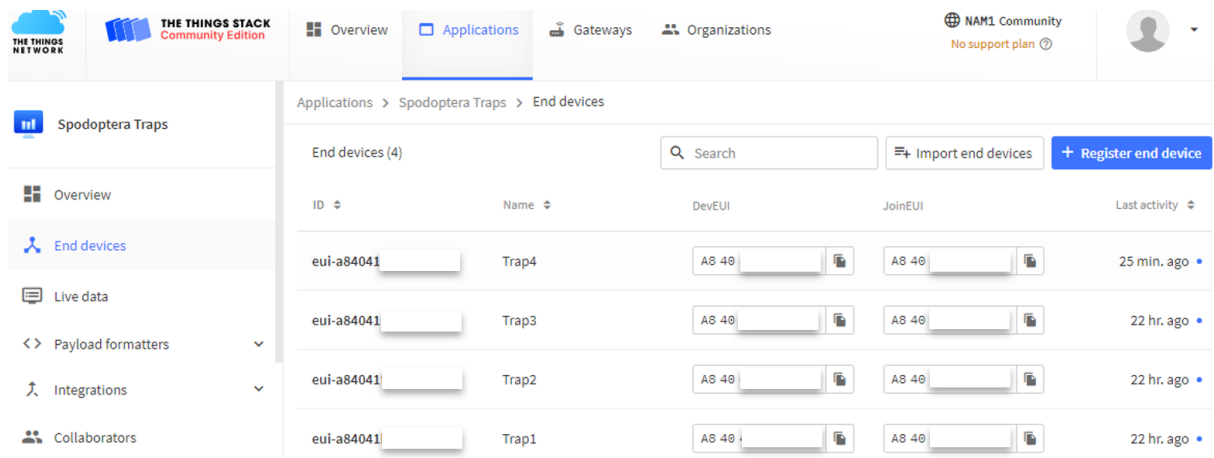 THE THINGS
NETWORK
THE THINGS STACK
Community Edition
Overview
Applications
Gateways
Organizations
NAM1 Community
No support plan
Spodoptera Traps
Overview
End devices
Live data
Payload formatters
Integrations
Collaborators
Applications > Spodoptera Traps > End devices
End devices (4)
Search
Import end devices
+ Register end device
ID Name DevEUI JoinEUI Last activity
eui-a84041 Trap4 A8 40 A8 40 25 min. ago
eui-a84041 Trap3 A8 40 A8 40 22 hr. ago
eui-a84041 Trap2 A8 40 A8 40 22 hr. ago
eui-a84041 Trap1 A8 40 A8 40 22 hr. ago